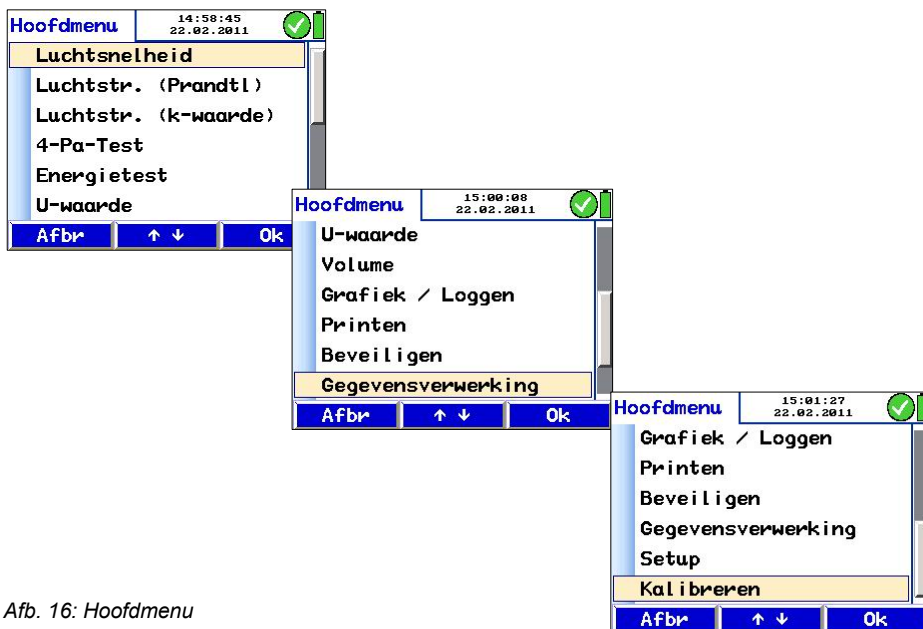 Hoofdmenu 14:58:45
22.02.2011
Luchtsnelheid
Luchtstr. (Prandtl)
Luchtstr. (k-waarde)
4-Pa-Test
Energietest
U-waarde
Afbr ↑ ↓ Ok
Hoofdmenu 15:00:08
22.02.2011
U-waarde
Volume
Grafiek / Loggen
Printen
Beveiligen
Gegevensverwerking
Afbr ↑ ↓ Ok
Hoofdmenu 15:01:27
22.02.2011
Grafiek / Loggen
Printen
Beveiligen
Gegevensverwerking
Setup
Kalibreren
Afbr ↑ ↓ Ok
Afb. 16: Hoofdmenu